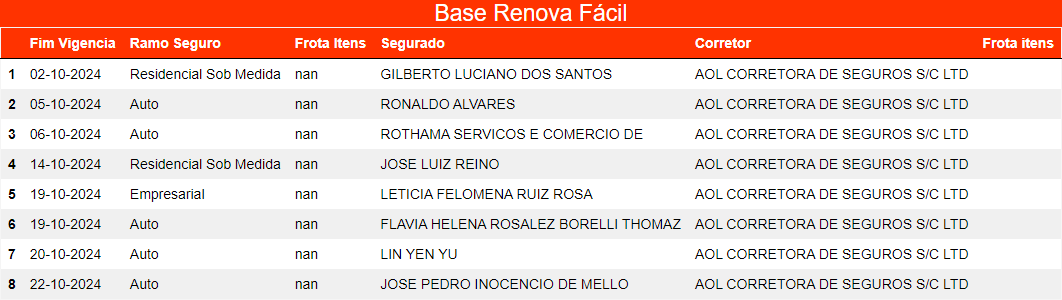 Base Renova Fácil
Fim Vigencia Ramo Seguro Frota Itens Segurado Corretor Frota itens
1 02-10-2024 Residencial Sob Medida nan GILBERTO LUCIANO DOS SANTOS AOL CORRETORA DE SEGUROS S/C LTD
2 05-10-2024 Auto nan RONALDO ALVARES AOL CORRETORA DE SEGUROS S/C LTD
3 06-10-2024 Auto nan ROTHAMA SERVICOS E COMERCIO DE AOL CORRETORA DE SEGUROS S/C LTD
4 14-10-2024 Residencial Sob Medida nan JOSE LUIZ REINO AOL CORRETORA DE SEGUROS S/C LTD
5 19-10-2024 Empresarial nan LETICIA FELOMENA RUIZ ROSA AOL CORRETORA DE SEGUROS S/C LTD
6 19-10-2024 Auto nan FLAVIA HELENA ROSALEZ BORELLI THOMAZ AOL CORRETORA DE SEGUROS S/C LTD
7 20-10-2024 Auto nan LIN YEN YU AOL CORRETORA DE SEGUROS S/C LTD
8 22-10-2024 Auto nan JOSE PEDRO INOCENCIO DE MELLO AOL CORRETORA DE SEGUROS S/C LTD